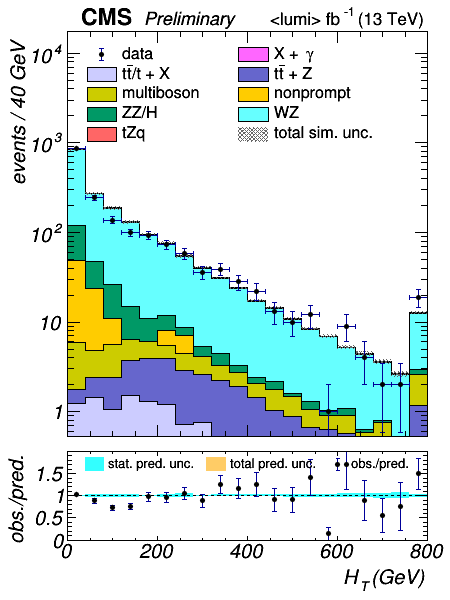 CMS Preliminary <lumi> fb⁻¹ (13 TeV)
events / 40 GeV
10⁴
10³
10²
10
1
data
X + γ
tt̄/t + X
tt̄ + Z
multiboson
nonprompt
ZZ/H
WZ
tZ̄q
total sim. unc.
obs./pred.
1.5
1
0.5
0
stat. pred. unc.
total pred. unc.
obs./pred.
0 200 400 600 800
H_T (GeV)